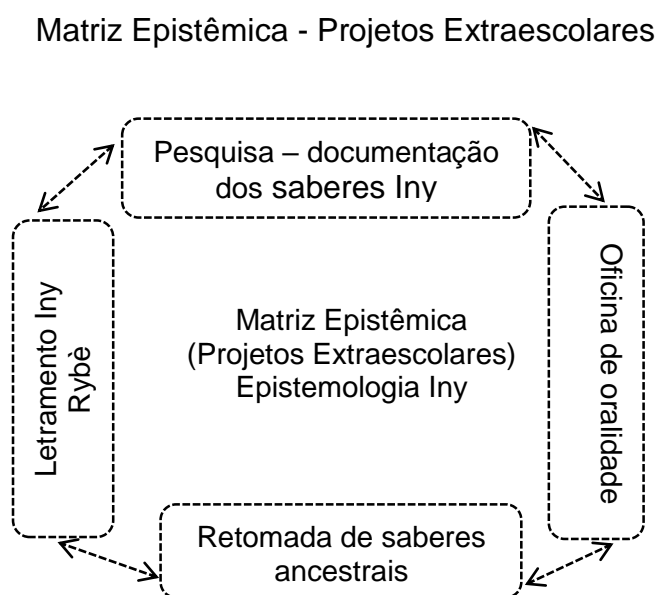 Matriz Epistêmica - Projetos Extraescolares
Pesquisa – documentação
dos saberes Iny
Letramento Iny
Rybè
Matriz Epistêmica
(Projetos Extraescolares)
Epistemologia Iny
Oficina de oralidade
Retomada de saberes
ancestrais